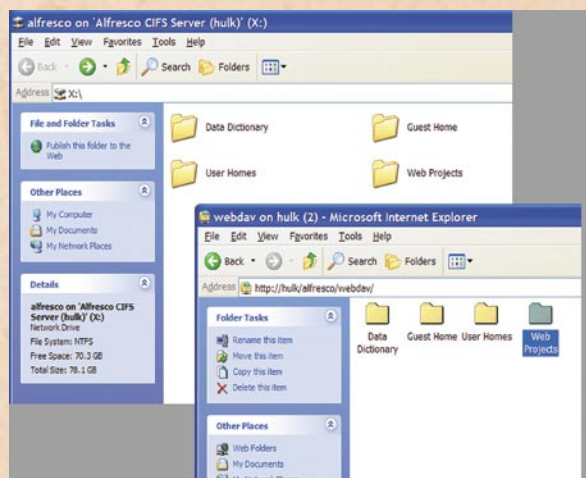 alfresco on 'Alfresco CIFS Server (hulk)' (X:)
File Edit View Favorites Tools Help
Back Search Folders
Address X:\
File and Folder Tasks
Publish this folder to the
Web
Other Places
My Computer
My Documents
My Network Places
Details
alfresco on 'Alfresco CIFS
Server (hulk)' (X:)
Network Drive
File System: NTFS
Free Space: 70.3 GB
Total Size: 78.1 GB
Data Dictionary Guest Home
User Homes Web Projects
webdav on hulk (2) - Microsoft Internet Explorer
File Edit View Favorites Tools Help
Back Search Folders
Address http://hulk/alfresco/webdav/
Folder Tasks
Rename this item
Move this item
Copy this item
Delete this item
Other Places
Web Folders
My Documents
My Network Places
Data
Dictionary
Guest Home
User Homes
Web
Projects